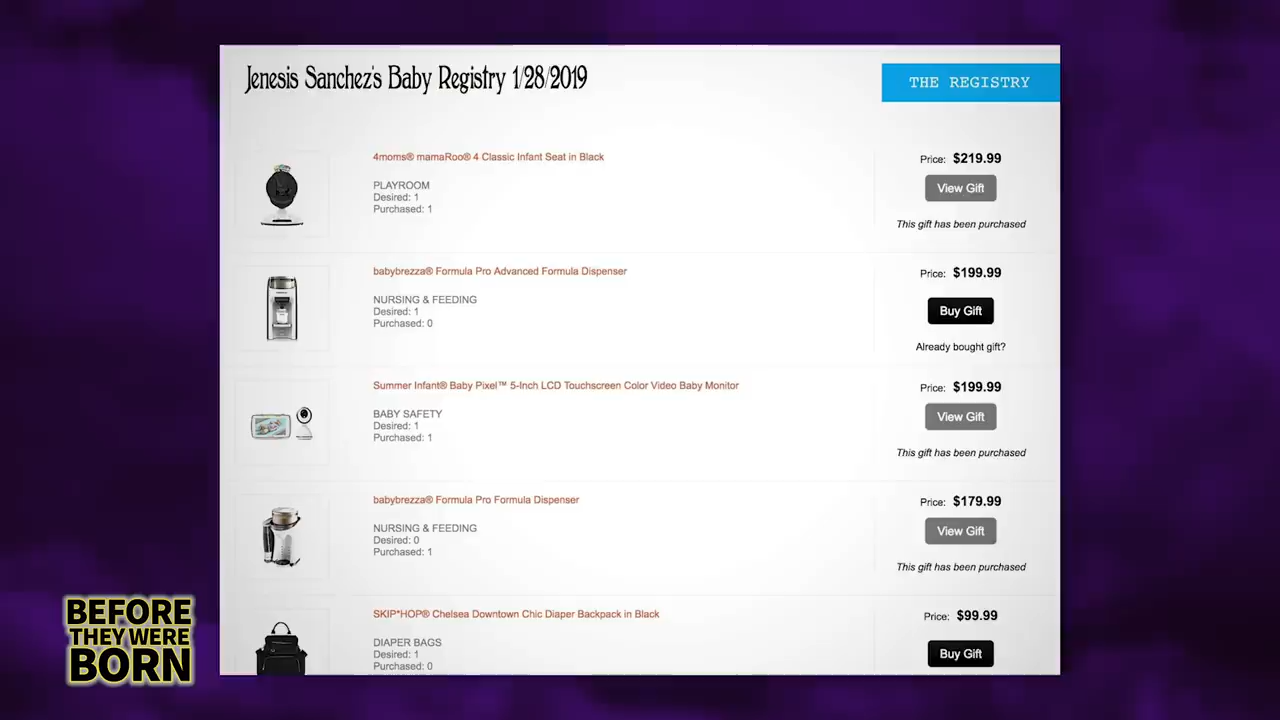 Jenesis Sanchez's Baby Registry 1/28/2019
THE REGISTRY
4moms® mamaRoo® 4 Classic Infant Seat in Black
PLAYROOM
Desired: 1
Purchased: 1
Price: $219.99
View Gift
This gift has been purchased
babybrezza® Formula Pro Advanced Formula Dispenser
NURSING & FEEDING
Desired: 1
Purchased: 0
Price: $199.99
Buy Gift
Already bought gift?
Summer Infant® Baby Pixel™ 5-Inch LCD Touchscreen Color Video Baby Monitor
BABY SAFETY
Desired: 1
Purchased: 1
Price: $199.99
View Gift
This gift has been purchased
babybrezza® Formula Pro Formula Dispenser
NURSING & FEEDING
Desired: 0
Purchased: 1
Price: $179.99
View Gift
This gift has been purchased
SKIP*HOP® Chelsea Downtown Chic Diaper Backpack in Black
DIAPER BAGS
Desired: 1
Purchased: 0
Price: $99.99
Buy Gift
BEFORE
THEY WERE
BORN